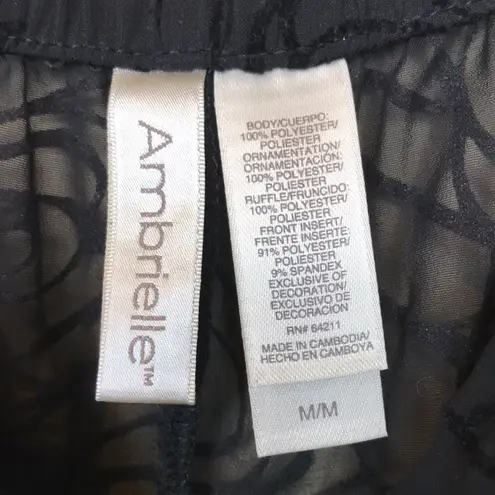 Ambrielle™
BODY/CUERPO:
100% POLYESTER/
POLIESTER
ORNAMENTATION/
ORNAMENTACIÓN:
100% POLYESTER/
POLIESTER
RUFFLE/FRUNCIDO:
100% POLYESTER/
POLIESTER
FRONT INSERT/
FRENTE INSERTE:
91% POLYESTER/
POLIESTER
9% SPANDEX
EXCLUSIVE OF
DECORATION/
EXCLUSIVO DE
DECORATION
RN# 64211
MADE IN CAMBODIA/
HECHO EN CAMBOYA
M/M